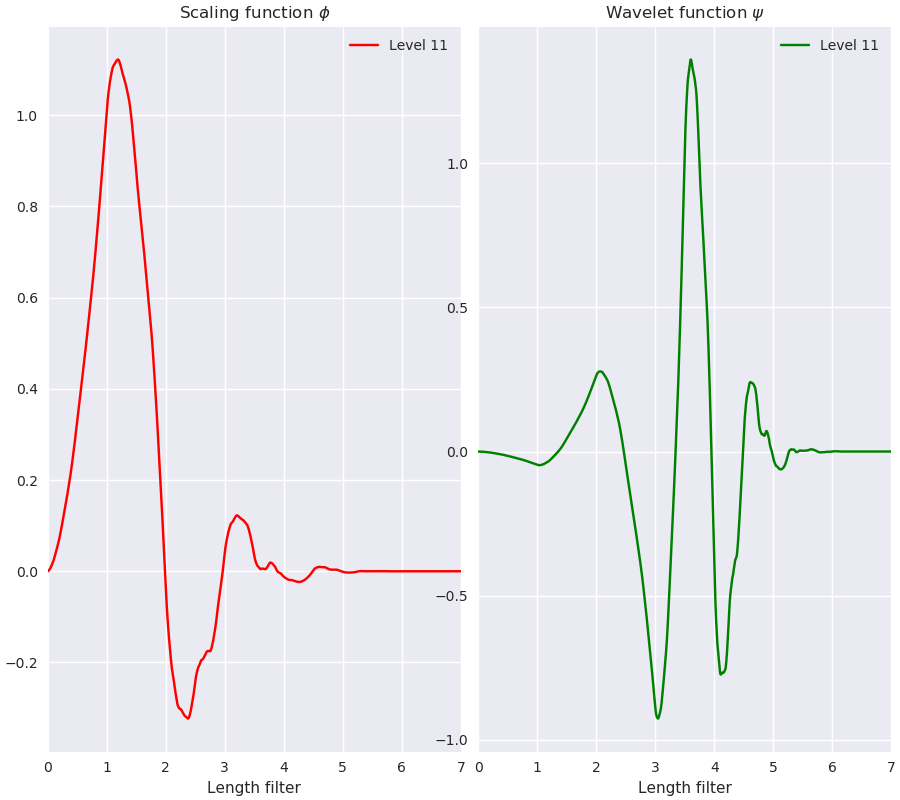 Scaling function ϕ
Level 11
1.0
0.8
0.6
0.4
0.2
0.0
−0.2
0 1 2 3 4 5 6 7
Length filter
Wavelet function ψ
Level 11
1.0
0.5
0.0
−0.5
−1.0
0 1 2 3 4 5 6 7
Length filter